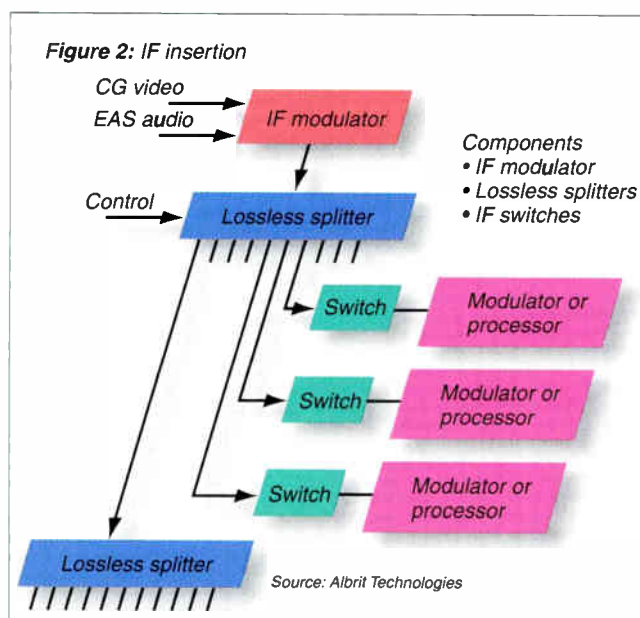 Figure 2: IF insertion
CG video
EAS audio
IF modulator
Components
• IF modulator
• Lossless splitters
• IF switches
Control
Lossless splitter
Switch
Modulator or
processor
Switch
Modulator or
processor
Switch
Modulator or
processor
Lossless splitter
Source: Albrit Technologies